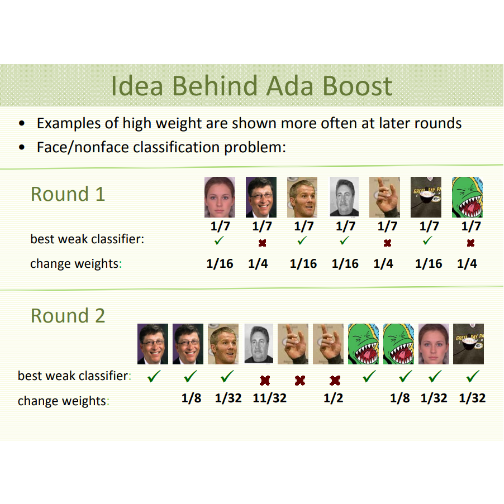 Idea Behind Ada Boost
• Examples of high weight are shown more often at later rounds
• Face/nonface classification problem:
Round 1
1/7 1/7 1/7 1/7 1/7 1/7 1/7
best weak classifier: ✓ ✖ ✓ ✓ ✖ ✓ ✖
change weights: 1/16 1/4 1/16 1/16 1/4 1/16 1/4
Round 2
best weak classifier: ✓ ✓ ✓ ✖ ✖ ✖ ✓ ✓ ✓ ✓
change weights: 1/8 1/32 11/32 1/2 1/8 1/32 1/32